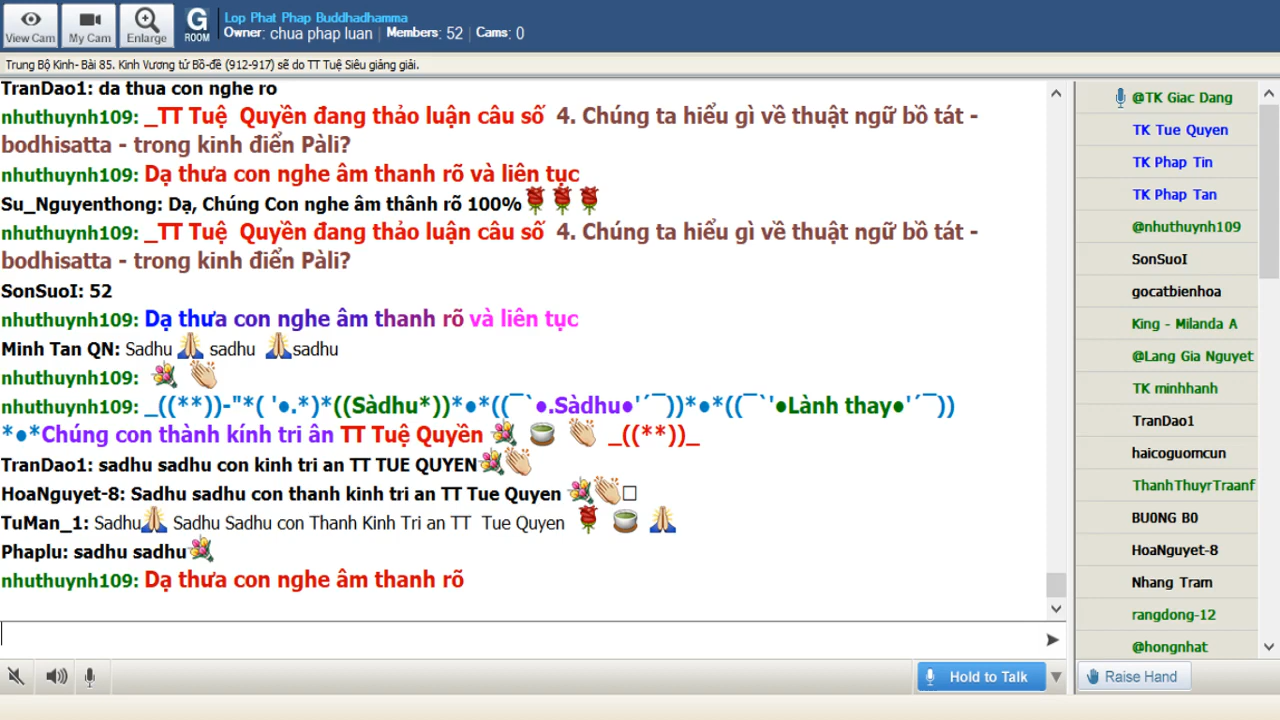 View Cam
My Cam
Enlarge
G
ROOM
Lop Phat Phap Buddhadhamma
Owner: chua phap luan | Members: 52 | Cams: 0
Trung Bộ Kinh- Bài 85. Kinh Vương tử Bồ-đề (912-917) sẽ do TT Tuệ Siêu giảng giải.
TranDao1: da thua con nghe ro
nhuthuynh109: _TT Tuệ  Quyền đang thảo luận câu số  4. Chúng ta hiểu gì về thuật ngữ bồ tát -
bodhisatta - trong kinh điển Pàli?
nhuthuynh109: Dạ thưa con nghe âm thanh rõ và liên tục
Su_Nguyenthong: Dạ, Chúng Con nghe âm thânh rõ 100%🌹🌹🌹
nhuthuynh109: _TT Tuệ  Quyền đang thảo luận câu số  4. Chúng ta hiểu gì về thuật ngữ bồ tát -
bodhisatta - trong kinh điển Pàli?
SonSuoI: 52
nhuthuynh109: Dạ thưa con nghe âm thanh rõ và liên tục
Minh Tan QN: Sadhu 🙏 sadhu 🙏sadhu
nhuthuynh109: 💐 👏
nhuthuynh109: _((**))-"*( '●.*)*((Sàdhu*))*●*((¯`●.Sàdhu●'´¯))*●*((¯`'●Lành thay●'´¯))
*●*Chúng con thành kính tri ân TT Tuệ Quyền 💐 🍵 👏 _((**))_
TranDao1: sadhu sadhu con kinh tri an TT TUE QUYEN💐👏
HoaNguyet-8: Sadhu sadhu con thanh kinh tri an TT Tue Quyen 💐👏□
TuMan_1: Sadhu🙏 Sadhu Sadhu con Thanh Kinh Tri an TT  Tue Quyen 🌹 🍵 🙏
Phaplu: sadhu sadhu💐
nhuthuynh109: Dạ thưa con nghe âm thanh rõ
Hold to Talk
@TK Giac Dang
TK Tue Quyen
TK Phap Tin
TK Phap Tan
@nhuthuynh109
SonSuoI
gocatbienhoa
King - Milanda A
@Lang Gia Nguyet
TK minhhanh
TranDao1
haicoguomcun
ThanhThuyrTraanf
BU0NG B0
HoaNguyet-8
Nhang Tram
rangdong-12
@hongnhat
Raise Hand